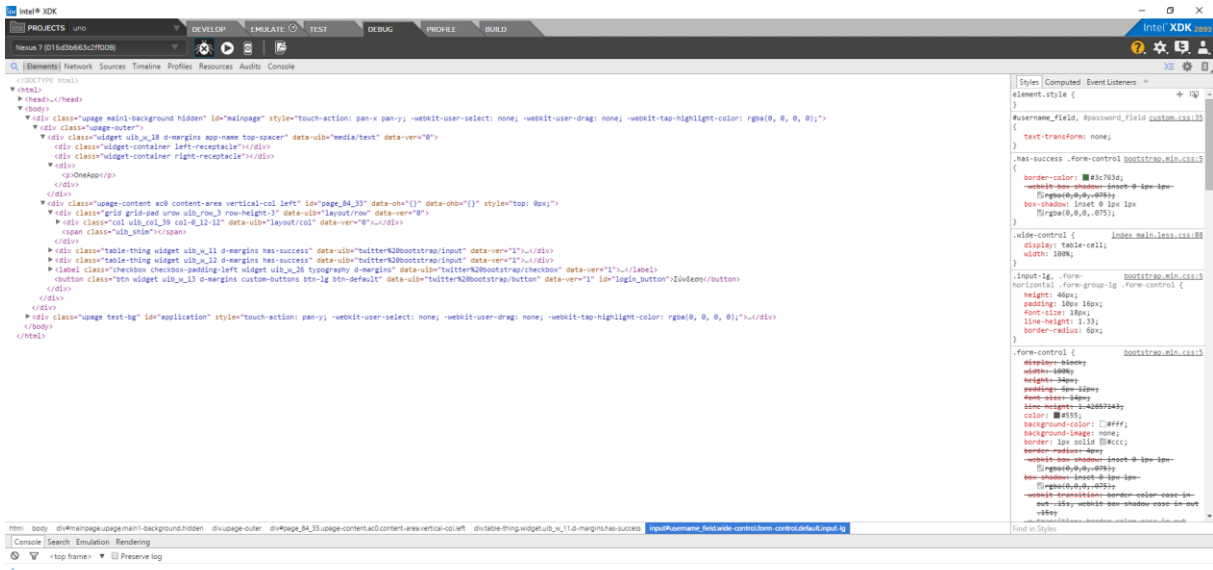 Intel® XDK
PROJECTS uno
DEVELOP EMULATE TEST DEBUG PROFILE BUILD
Intel® XDK 2893
Nexus 7 (015d3b663c2ff009)
Elements Network Sources Timeline Profiles Resources Audits Console
<!DOCTYPE html>
▼<html>
▶<head>…</head>
▼<body>
▼<div class="upage main1-background hidden" id="mainpage" style="touch-action: pan-x pan-y; -webkit-user-select: none; -webkit-user-drag: none; -webkit-tap-highlight-color: rgba(0, 0, 0, 0);">
▼<div class="upage-outer">
▼<div class="widget uib_w_18 d-margins app-name top-spacer" data-uib="media/text" data-ver="0">
<div class="widget-container left-receptacle"></div>
<div class="widget-container right-receptacle"></div>
▼<div>
<p>OneApp</p>
</div>
</div>
▼<div class="upage-content ac0 content-area vertical-col left" id="page_84_33" data-oh="{}" data-ohb="{}" style="top: 0px;">
▼<div class="grid grid-pad urow uib_row_3 row-height-3" data-uib="layout/row" data-ver="0">
▶<div class="col uib_col_39 col-0_12-12" data-uib="layout/col" data-ver="0">…</div>
<span class="uib_shim"></span>
</div>
▶<div class="table-thing widget uib_w_11 d-margins has-success" data-uib="twitter%20bootstrap/input" data-ver="1">…</div>
▶<div class="table-thing widget uib_w_12 d-margins has-success" data-uib="twitter%20bootstrap/input" data-ver="1">…</div>
▶<label class="checkbox checkbox-padding-left widget uib_w_26 typography d-margins" data-uib="twitter%20bootstrap/checkbox" data-ver="1">…</label>
<button class="btn widget uib_w_13 d-margins custom-buttons btn-lg btn-default" data-uib="twitter%20bootstrap/button" data-ver="1" id="login_button">Σύνδεση</button>
</div>
</div>
</div>
▶<div class="upage test-bg" id="application" style="touch-action: pan-y; -webkit-user-select: none; -webkit-user-drag: none; -webkit-tap-highlight-color: rgba(0, 0, 0, 0);">…</div>
</body>
</html>
html body div#mainpage.upage.main1-background.hidden div.upage-outer div#page_84_33.upage-content.ac0.content-area.vertical-col.left div.table-thing.widget.uib_w_11.d-margins.has-success input#username_field.wide-control.form-control.default.input-lg
Styles Computed Event Listeners »
element.style {
}
#username_field, #password_field custom.css:35
{
text-transform: none;
}
.has-success .form-control bootstrap.min.css:5
{
border-color: #3c763d;
-webkit-box-shadow: inset 0 1px 1px
rgba(0,0,0,.075);
box-shadow: inset 0 1px 1px
rgba(0,0,0,.075);
}
.wide-control { index_main.less.css:88
display: table-cell;
width: 100%;
}
.input-lg, .form- bootstrap.min.css:5
horizontal .form-group-lg .form-control {
height: 46px;
padding: 10px 16px;
font-size: 18px;
line-height: 1.33;
border-radius: 6px;
}
.form-control { bootstrap.min.css:5
display: block;
width: 100%;
height: 34px;
padding: 6px 12px;
font-size: 14px;
line-height: 1.42857143;
color: #555;
background-color: #fff;
background-image: none;
border: 1px solid #ccc;
border-radius: 4px;
-webkit-box-shadow: inset 0 1px 1px
rgba(0,0,0,.075);
box-shadow: inset 0 1px 1px
rgba(0,0,0,.075);
-webkit-transition: border-color ease-in-
out .15s, webkit-box-shadow ease-in-out
.15s;
-o-transition: border-color ease-in-out
Find in Styles
Console Search Emulation Rendering
<top frame> ▼ Preserve log
>